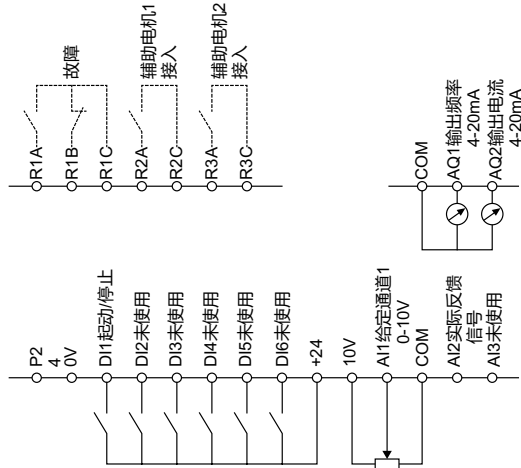 R1A
R1B
R1C
R2A
R2C
R3A
R3C
故障
辅助电机1
接入
辅助电机2
接入
COM
AQ1输出频率
4-20mA
AQ2输出电流
4-20mA
P2
4
0V
DI1起动/停止
DI2未使用
DI3未使用
DI4未使用
DI5未使用
DI6未使用
+24
10V
AI1给定通道1
0-10V
COM
AI2实际反馈
信号
AI3未使用